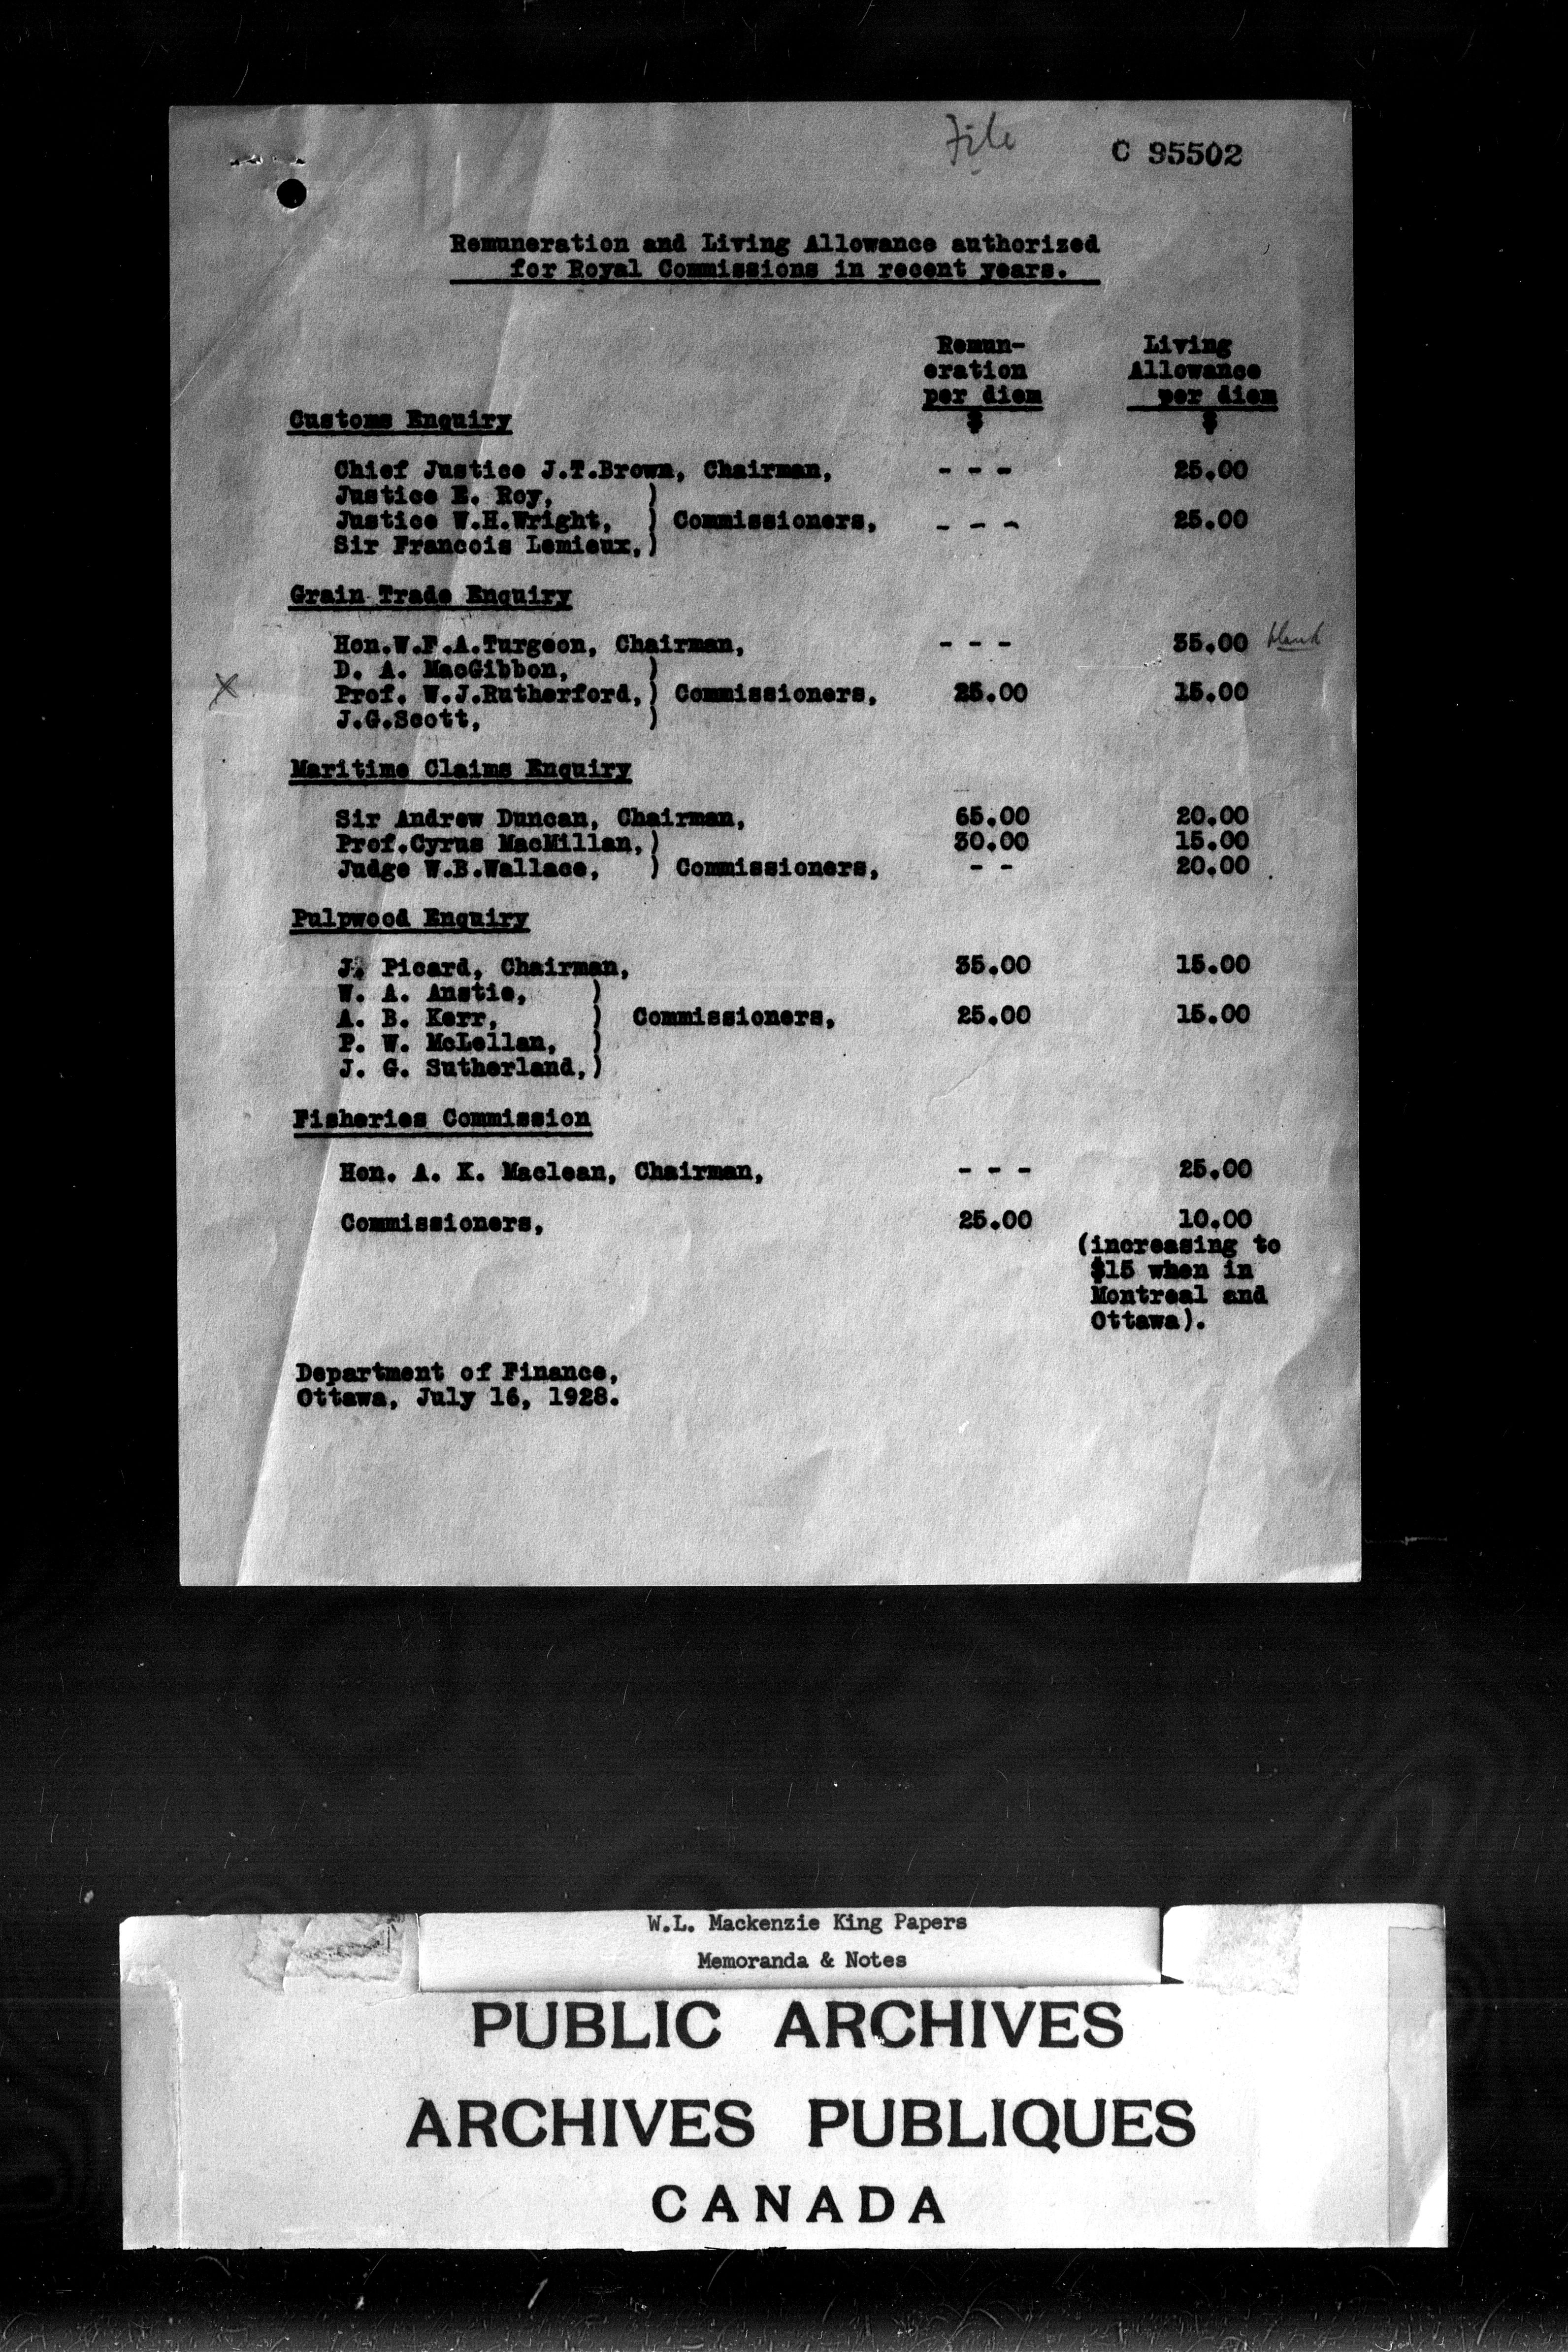 File
C 95502
Remuneration and Living Allowance authorized
for Royal Commissions in recent years.
Remun- Living
eration Allowance
per diem per diem
Customs Enquiry $ $
Chief Justice J.T.Brown, Chairman, - - - 25.00
Justice E. Roy, )
Justice W.H.Wright, ) Commissioners, - - - 25.00
Sir Francois Lemieux,)
Grain Trade Enquiry
Hon.W.F.A.Turgeon, Chairman, - - - 35.00
D. A. MacGibbon, )
X Prof. W.J.Rutherford,) Commissioners, 25.00 15.00
J.G.Scott, )
Maritime Claims Enquiry
Sir Andrew Duncan, Chairman, 65.00 20.00
Prof.Cyrus MacMillan,) 30.00 15.00
Judge W.B.Wallace, ) Commissioners, - - 20.00
Pulpwood Enquiry
J. Picard, Chairman, 35.00 15.00
W. A. Anstie, )
A. B. Kerr, ) Commissioners, 25.00 15.00
P. W. McLellan, )
J. G. Sutherland,)
Fisheries Commission
Hon. A. K. Maclean, Chairman, - - - 25.00
Commissioners, 25.00 10.00
(increasing to
$15 when in
Montreal and
Ottawa).
Department of Finance,
Ottawa, July 16, 1928.
W.L. Mackenzie King Papers
Memoranda & Notes
PUBLIC ARCHIVES
ARCHIVES PUBLIQUES
CANADA